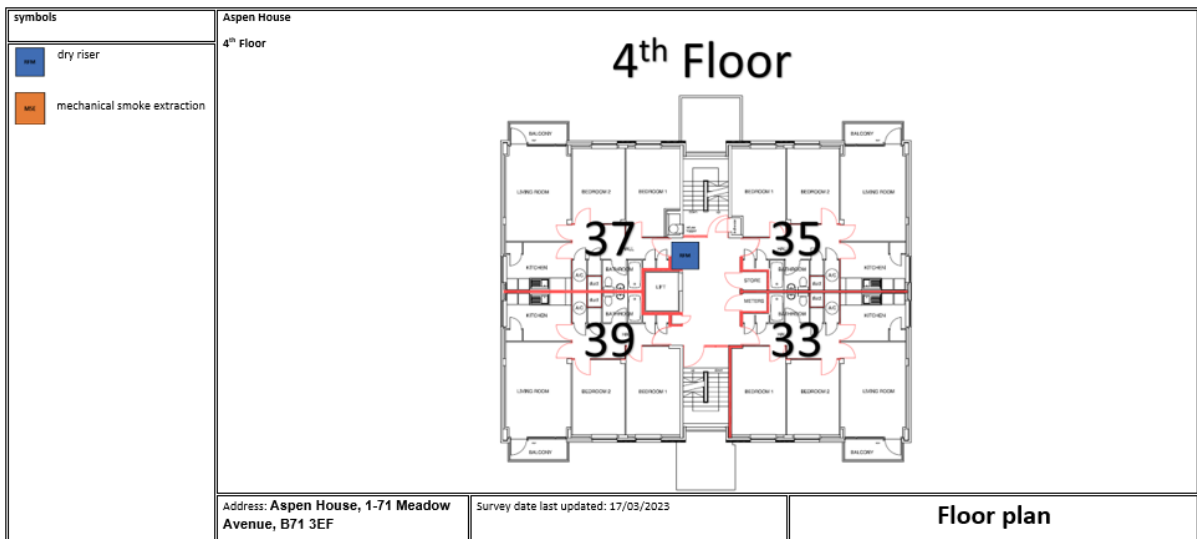 symbols
dry riser
MSE
mechanical smoke extraction
Aspen House
4th Floor
4th Floor
BALCONY
BALCONY
LIVING ROOM
BEDROOM 2
BEDROOM 1
BEDROOM 1
BEDROOM 2
LIVING ROOM
37
35
HALL
KITCHEN
BATHROOM
BATHROOM
KITCHEN
A/C
A/C
LIFT
STORE
METERS
A/C
A/C
KITCHEN
BATHROOM
BATHROOM
KITCHEN
39
33
LIVING ROOM
BEDROOM 2
BEDROOM 1
BEDROOM 1
BEDROOM 2
LIVING ROOM
BALCONY
BALCONY
Address: Aspen House, 1-71 Meadow
Avenue, B71 3EF
Survey date last updated: 17/03/2023
Floor plan